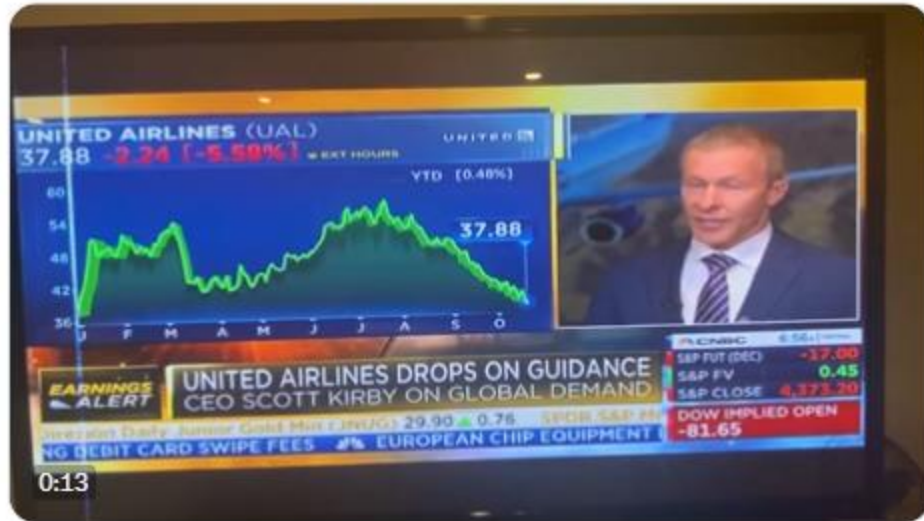 UNITED AIRLINES (UAL)
UNITED
37.88 -2.24 [-5.58%] EXT HOURS
YTD [0.48%]
60
54
48
42
36
37.88
J F M A M J J A S O
EARNINGS ALERT
UNITED AIRLINES DROPS ON GUIDANCE
CEO SCOTT KIRBY ON GLOBAL DEMAND
CNBC 6:56
S&P FUT (DEC) -17.00
S&P FV 0.45
S&P CLOSE 4,373.20
DOW IMPLIED OPEN
-81.65
Daily Junior Gold (JNUG) 29.90 ▲ 0.76 SPDR S&P
NG DEBIT CARD SWIPE FEES EUROPEAN CHIP EQUIPMENT
0:13